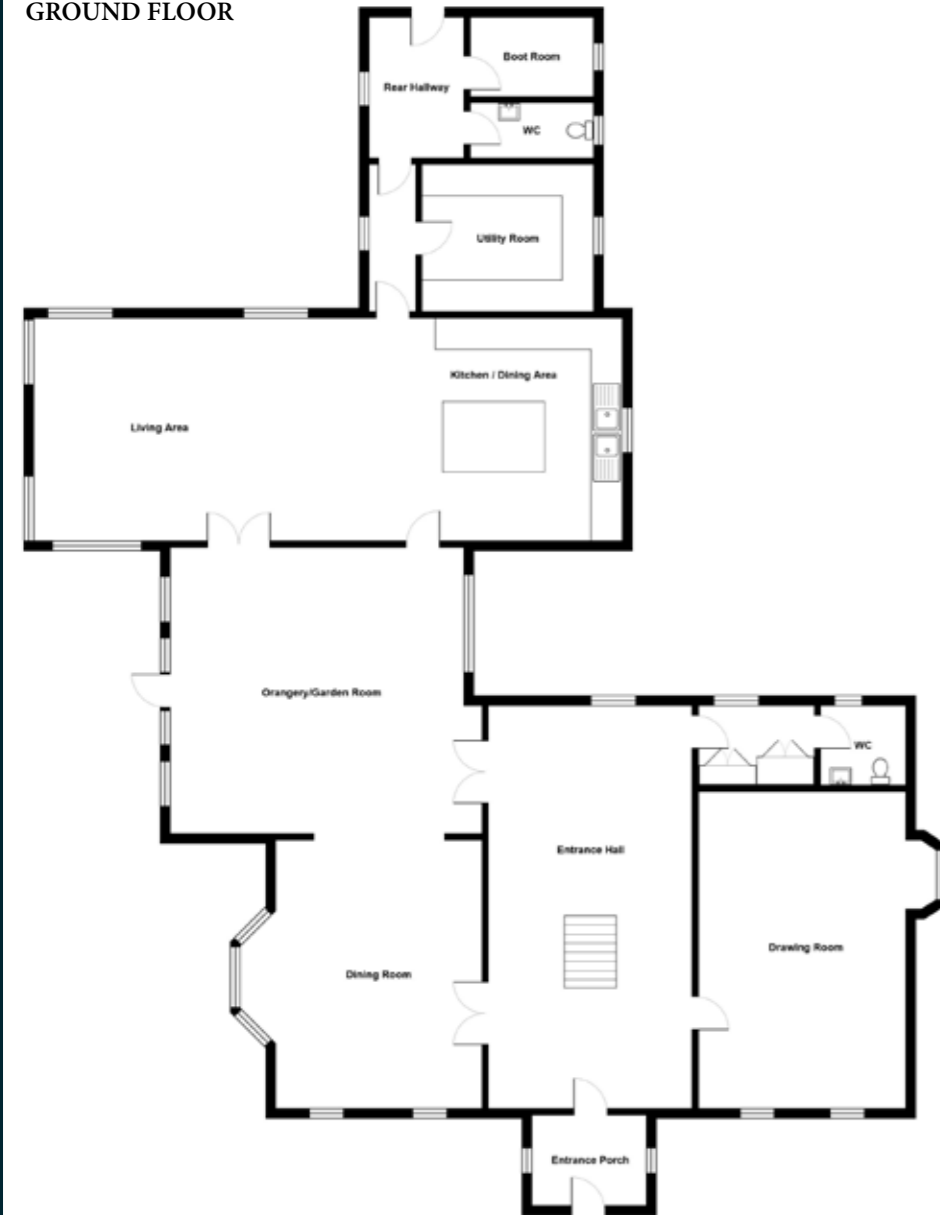 GROUND FLOOR
Boot Room
Rear Hallway
WC
Utility Room
Kitchen / Dining Area
Living Area
Orangery/Garden Room
WC
Entrance Hall
Drawing Room
Dining Room
Entrance Porch